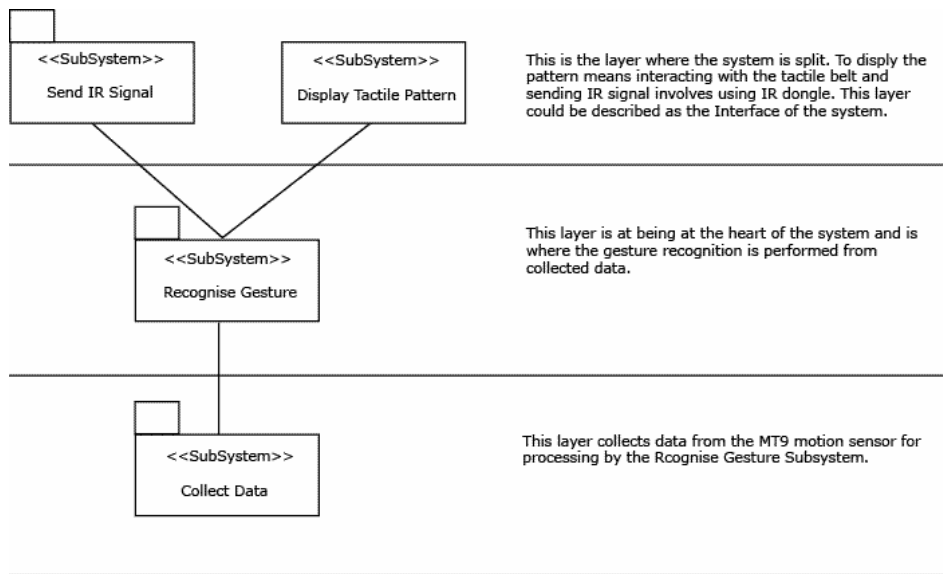 <<SubSystem>>
Send IR Signal
<<SubSystem>>
Display Tactile Pattern
This is the layer where the system is split. To disply the
pattern means interacting with the tactile belt and
sending IR signal involves using IR dongle. This layer
could be described as the Interface of the system.
<<SubSystem>>
Recognise Gesture
This layer is at being at the heart of the system and is
where the gesture recognition is performed from
collected data.
<<SubSystem>>
Collect Data
This layer collects data from the MT9 motion sensor for
processing by the Rcognise Gesture Subsystem.